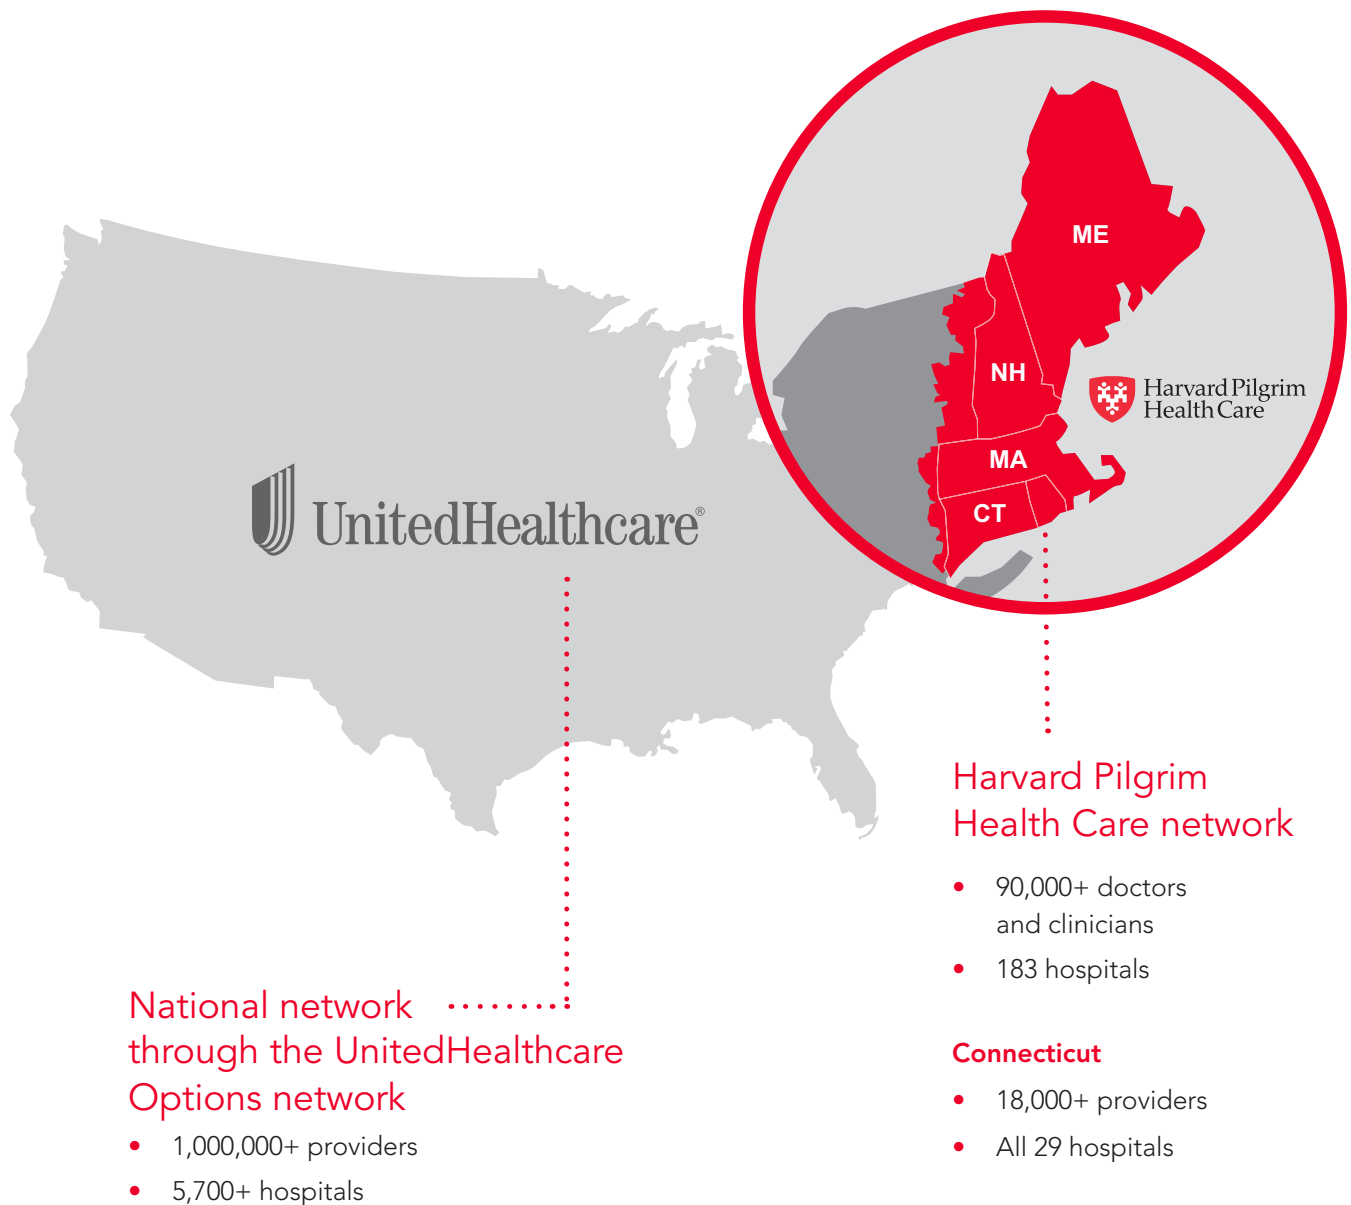 ME
NH
Harvard Pilgrim
Health Care
MA
CT
UnitedHealthcare®
Harvard Pilgrim
Health Care network
• 90,000+ doctors
and clinicians
• 183 hospitals
Connecticut
• 18,000+ providers
• All 29 hospitals
National network
through the UnitedHealthcare
Options network
• 1,000,000+ providers
• 5,700+ hospitals